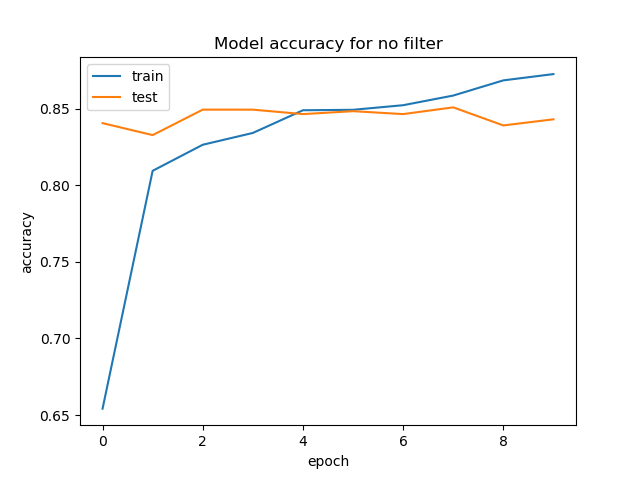 Model accuracy for no filter
train
test
0.85
0.80
0.75
0.70
0.65
accuracy
0 2 4 6 8
epoch